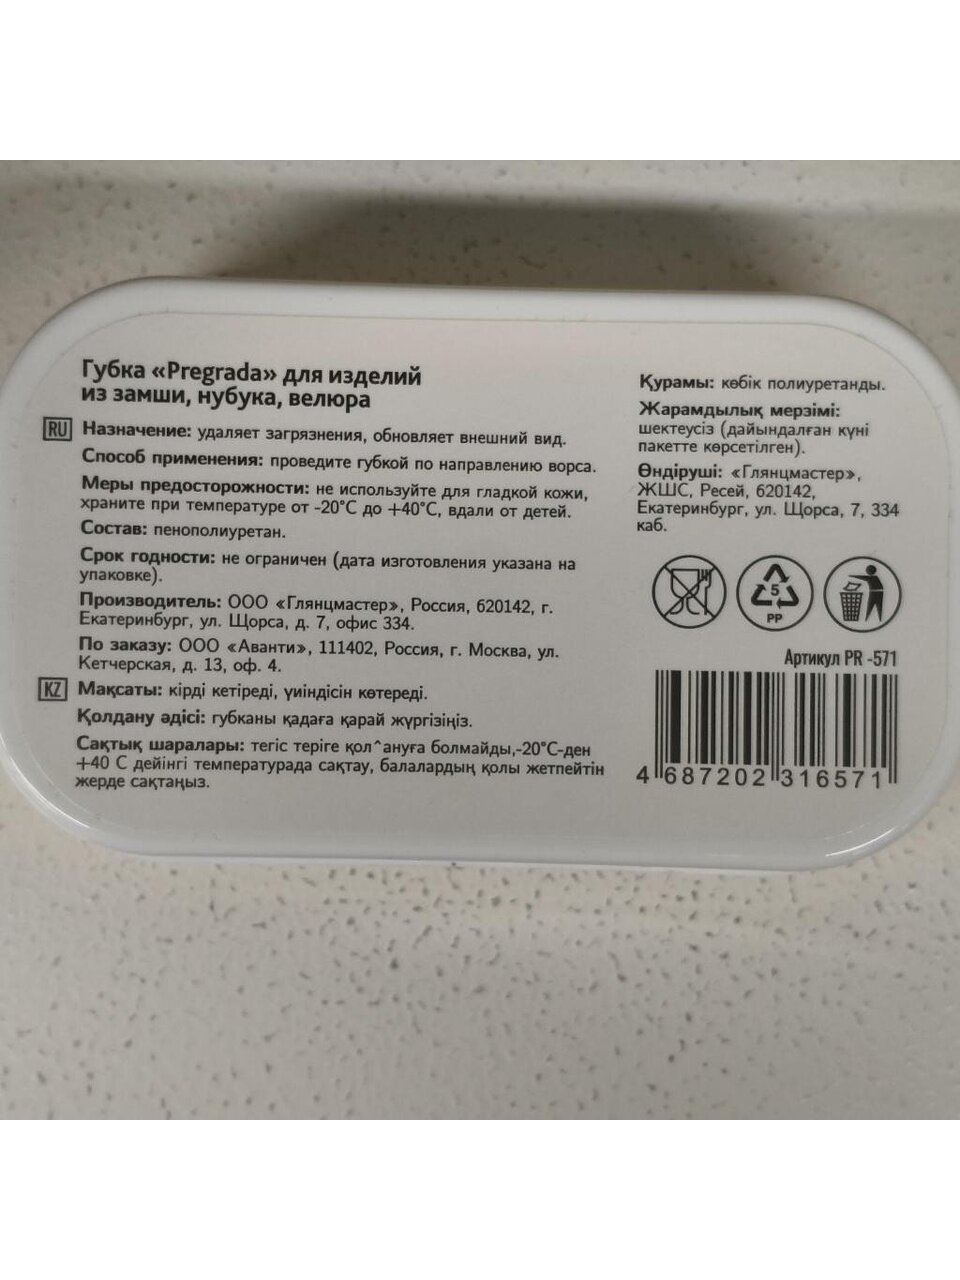 Губка «Pregrada» для изделий
из замши, нубука, велюра
RU Назначение: удаляет загрязнения, обновляет внешний вид.
Способ применения: проведите губкой по направлению ворса.
Меры предосторожности: не используйте для гладкой кожи,
храните при температуре от -20°C до +40°C, вдали от детей.
Состав: пенополиуретан.
Срок годности: не ограничен (дата изготовления указана на
упаковке).
Производитель: ООО «Глянцмастер», Россия, 620142, г.
Екатеринбург, ул. Щорса, д. 7, офис 334.
По заказу: ООО «Аванти», 111402, Россия, г. Москва, ул.
Кетчерская, д. 13, оф. 4.
KZ Мақсаты: кірді кетіреді, үиіндісін көтереді.
Қолдану әдісі: губканы қадаға қарай жүргізіңіз.
Сақтық шаралары: тегіс теріге қол^ануға болмайды,-20°C-ден
+40 C дейінгі температурада сақтау, балалардың қолы жетпейтін
жерде сақтаңыз.
Құрамы: көбік полиуретанды.
Жарамдылық мерзімі:
шектеусіз (дайындалған күні
пакетте көрсетілген).
Өндіруші: «Глянцмастер»,
ЖШС, Ресей, 620142,
Екатеринбург, ул. Щорса, 7, 334
каб.
5
PP
Артикул PR -571
4 687202 316571